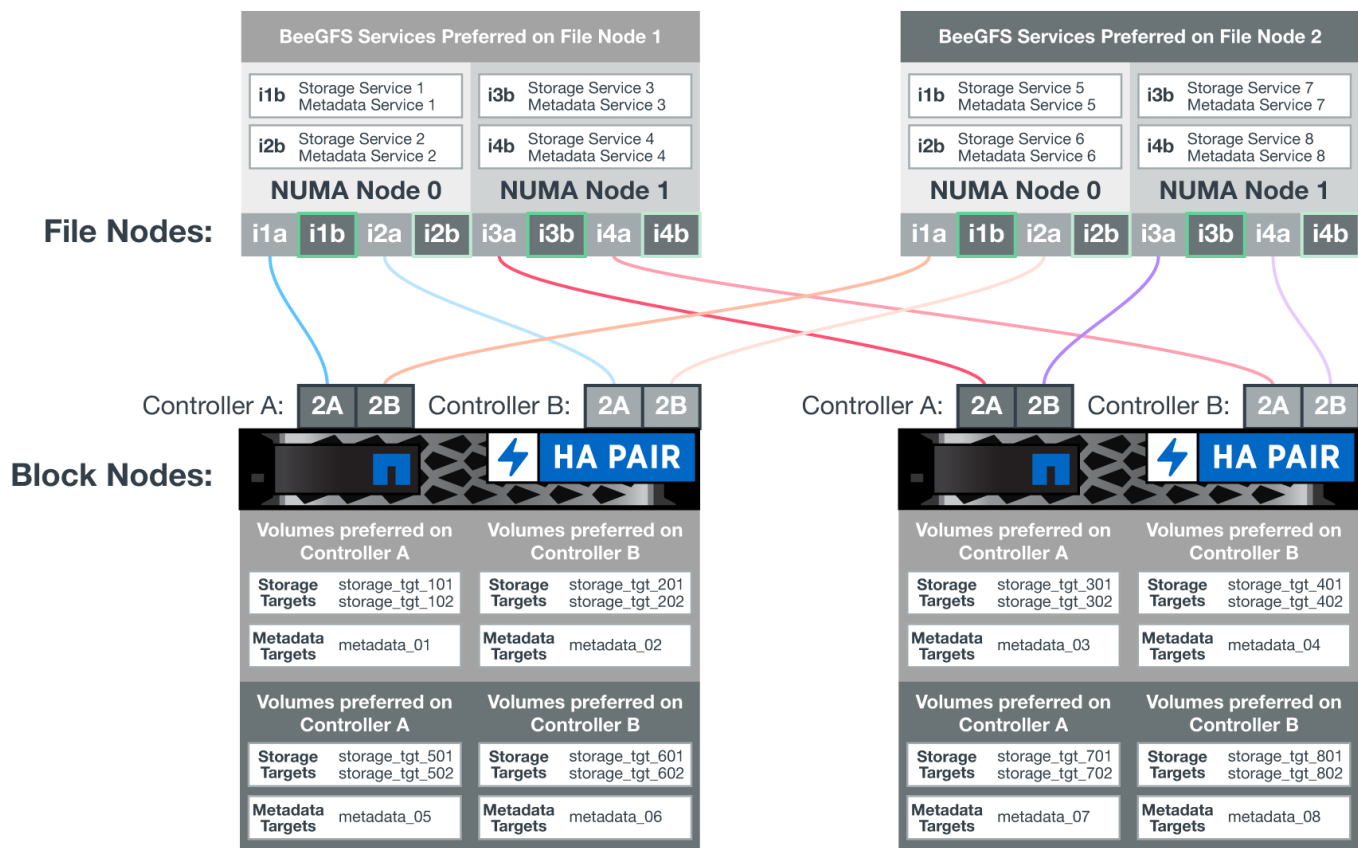 BeeGFS Services Preferred on File Node 1
i1b Storage Service 1
Metadata Service 1
i3b Storage Service 3
Metadata Service 3
i2b Storage Service 2
Metadata Service 2
i4b Storage Service 4
Metadata Service 4
NUMA Node 0 NUMA Node 1
BeeGFS Services Preferred on File Node 2
i1b Storage Service 5
Metadata Service 5
i3b Storage Service 7
Metadata Service 7
i2b Storage Service 6
Metadata Service 6
i4b Storage Service 8
Metadata Service 8
NUMA Node 0 NUMA Node 1
File Nodes: i1a i1b i2a i2b i3a i3b i4a i4b i1a i1b i2a i2b i3a i3b i4a i4b
Controller A: 2A 2B Controller B: 2A 2B Controller A: 2A 2B Controller B: 2A 2B
Block Nodes: HA PAIR HA PAIR
Volumes preferred on
Controller A
Storage
Targets
storage_tgt_101
storage_tgt_102
Metadata
Targets
metadata_01
Volumes preferred on
Controller B
Storage
Targets
storage_tgt_201
storage_tgt_202
Metadata
Targets
metadata_02
Volumes preferred on
Controller A
Storage
Targets
storage_tgt_301
storage_tgt_302
Metadata
Targets
metadata_03
Volumes preferred on
Controller B
Storage
Targets
storage_tgt_401
storage_tgt_402
Metadata
Targets
metadata_04
Volumes preferred on
Controller A
Storage
Targets
storage_tgt_501
storage_tgt_502
Metadata
Targets
metadata_05
Volumes preferred on
Controller B
Storage
Targets
storage_tgt_601
storage_tgt_602
Metadata
Targets
metadata_06
Volumes preferred on
Controller A
Storage
Targets
storage_tgt_701
storage_tgt_702
Metadata
Targets
metadata_07
Volumes preferred on
Controller B
Storage
Targets
storage_tgt_801
storage_tgt_802
Metadata
Targets
metadata_08